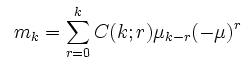 m_k = \sum_{r=0}^{k} C(k;r) \mu_{k-r} (-\mu)^r